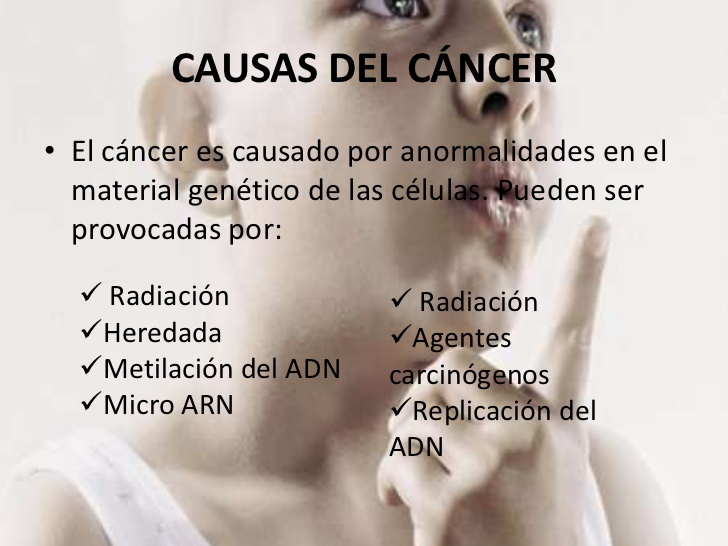 CAUSAS DEL CÁNCER
• El cáncer es causado por anormalidades en el
material genético de las células. Pueden ser
provocadas por:
✓ Radiación
✓Heredada
✓Metilación del ADN
✓Micro ARN
✓ Radiación
✓Agentes
carcinógenos
✓Replicación del
ADN